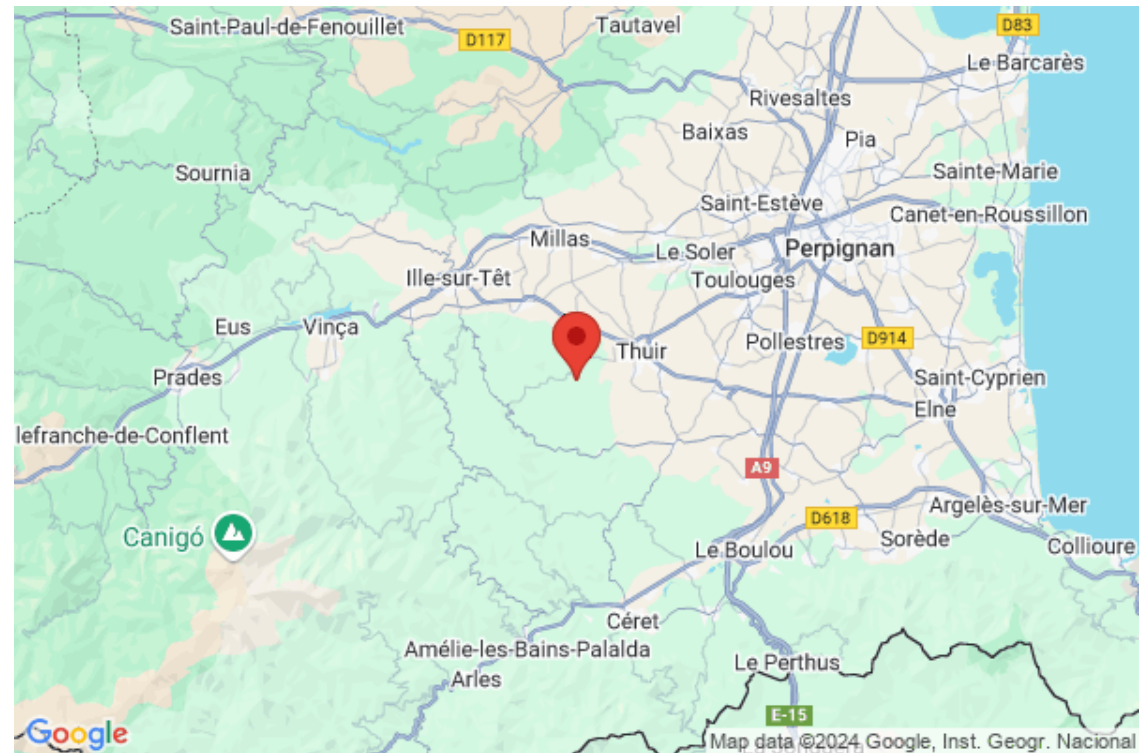 Saint-Paul-de-Fenouillet
D117
Tautavel
D83
Le Barcarès
Rivesaltes
Baixas
Pia
Sournia
Sainte-Marie
Saint-Estève
Canet-en-Roussillon
Millas
Le Soler
Perpignan
Ille-sur-Têt
Toulouges
Eus
Vinça
Thuir
Pollestres
D914
Prades
Saint-Cyprien
Elne
lefranche-de-Conflent
A9
Argelès-sur-Mer
D618
Canigó
Sorède
Le Boulou
Collioure
Céret
Amélie-les-Bains-Palalda
Le Perthus
Arles
E-15
Google
Map data ©2024 Google, Inst. Geogr. Nacional